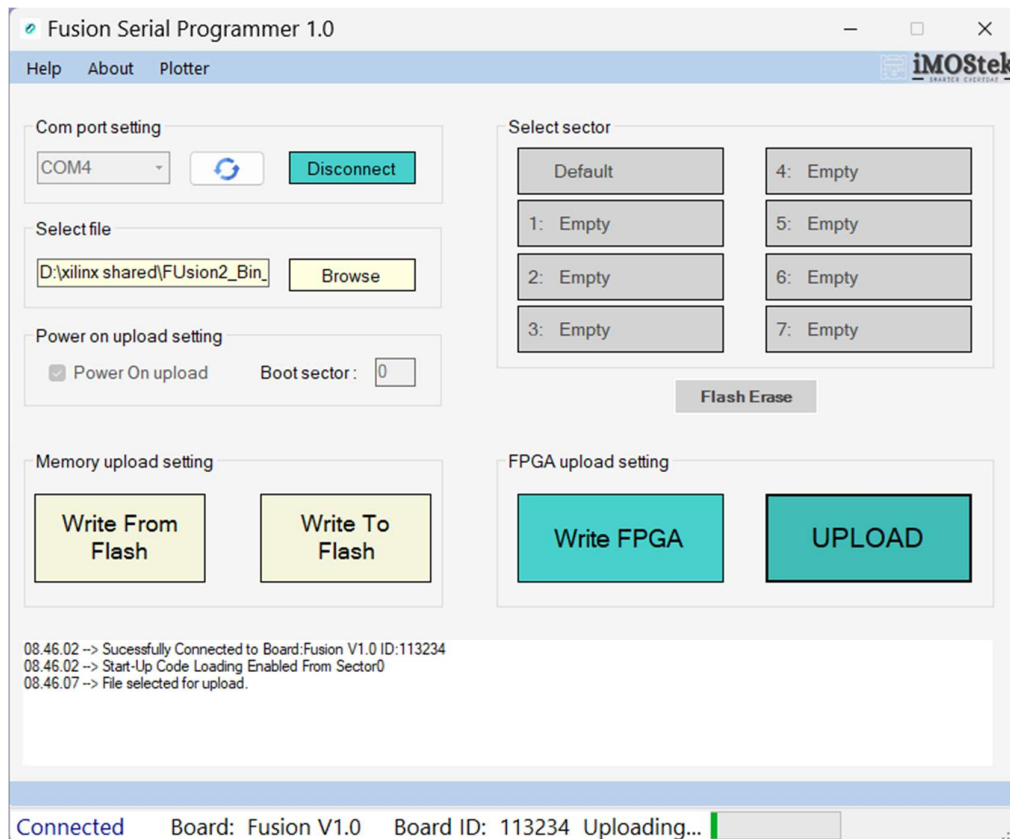 Fusion Serial Programmer 1.0
Help About Plotter
iMOStek
SMARTER EVERYDAY
Com port setting
COM4
Disconnect
Select file
D:\xilinx shared\FUsion2_Bin_
Browse
Power on upload setting
Power On upload Boot sector : 0
Select sector
Default
4: Empty
1: Empty
5: Empty
2: Empty
6: Empty
3: Empty
7: Empty
Flash Erase
Memory upload setting
Write From
Flash
Write To
Flash
FPGA upload setting
Write FPGA
UPLOAD
08.46.02 --> Sucessfully Connected to Board:Fusion V1.0 ID:113234
08.46.02 --> Start-Up Code Loading Enabled From Sector0
08.46.07 --> File selected for upload.
Connected Board: Fusion V1.0 Board ID: 113234 Uploading...